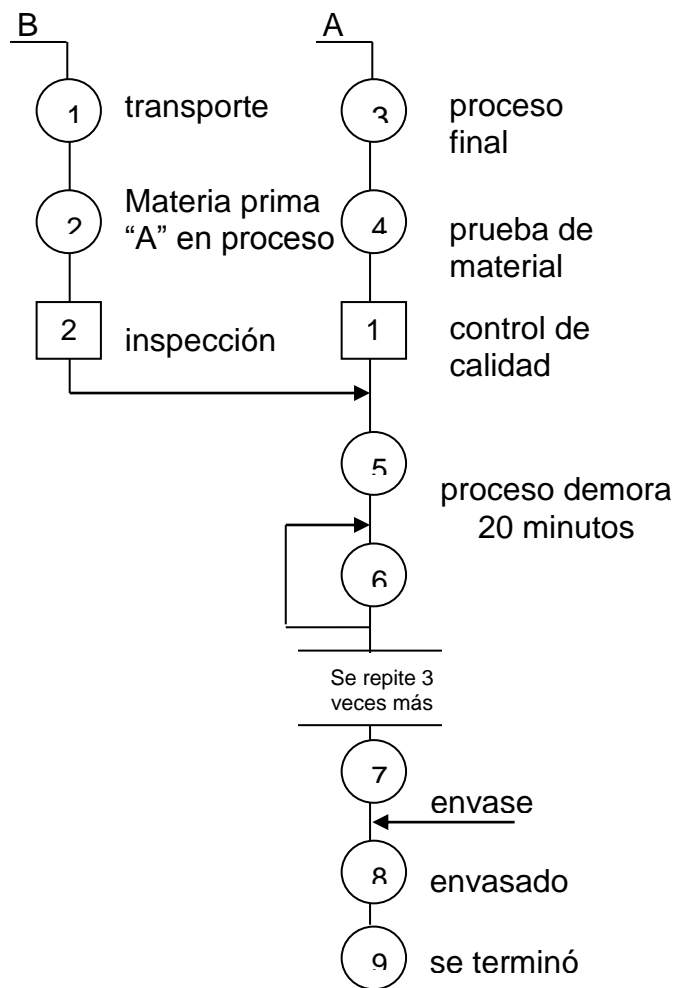 B
A
1
transporte
3
proceso
final
2
Materia prima
“A” en proceso
4
prueba de
material
2
inspección
1
control de
calidad
5
proceso demora
20 minutos
6
Se repite 3
veces más
7
envase
8
envasado
9
se terminó